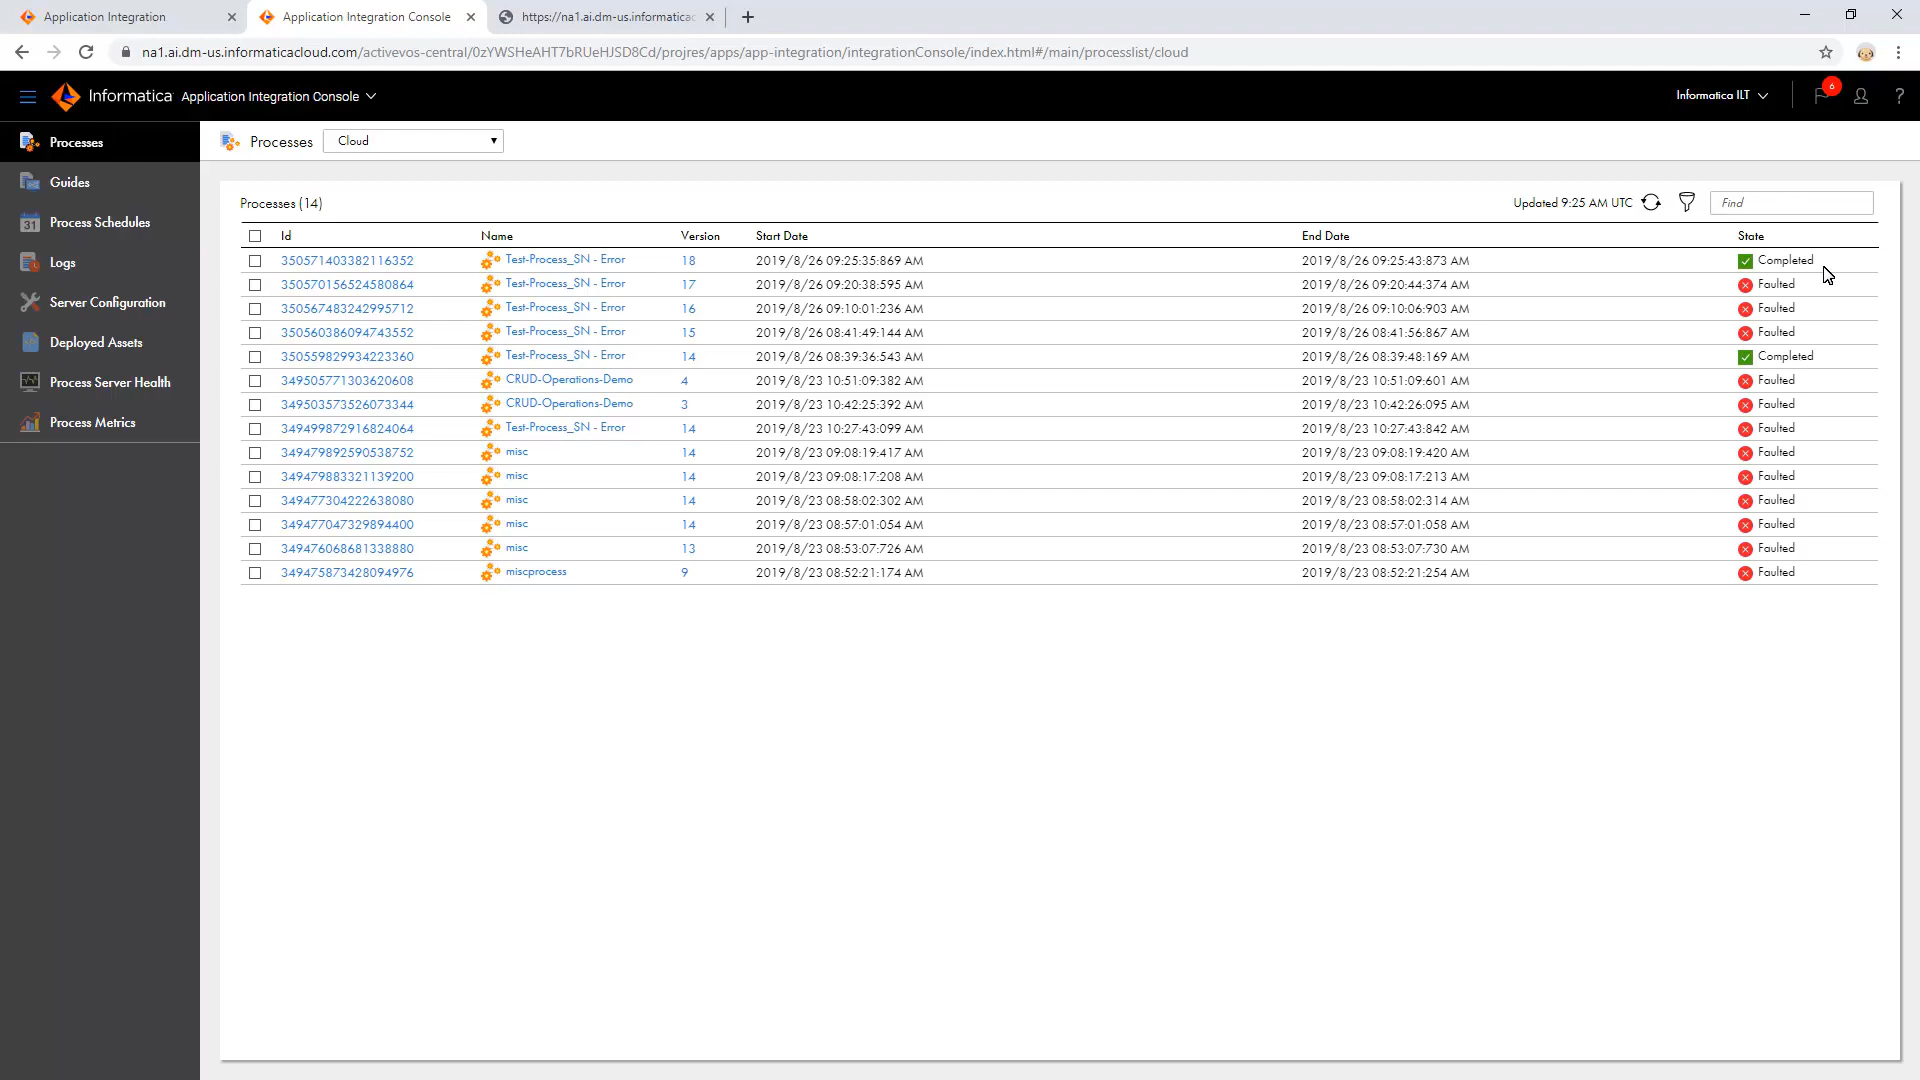 Application Integration
Application Integration Console
https://na1.ai.dm-us.informaticac
na1.ai.dm-us.informaticacloud.com/activevos-central/0zYWSHeAHT7bRUeHJSD8Cd/projres/apps/app-integration/integrationConsole/index.html#/main/processlist/cloud
Informatica Application Integration Console
Informatica ILT
6
?
Processes
Guides
31 Process Schedules
Logs
Server Configuration
Deployed Assets
Process Server Health
Process Metrics
Processes Cloud
Processes (14)
Updated 9:25 AM UTC
Find
Id Name Version Start Date End Date State
350571403382116352 Test-Process_SN - Error 18 2019/8/26 09:25:35:869 AM 2019/8/26 09:25:43:873 AM Completed
350570156524580864 Test-Process_SN - Error 17 2019/8/26 09:20:38:595 AM 2019/8/26 09:20:44:374 AM Faulted
350567483242995712 Test-Process_SN - Error 16 2019/8/26 09:10:01:236 AM 2019/8/26 09:10:06:903 AM Faulted
350560386094743552 Test-Process_SN - Error 15 2019/8/26 08:41:49:144 AM 2019/8/26 08:41:56:867 AM Faulted
350559829934223360 Test-Process_SN - Error 14 2019/8/26 08:39:36:543 AM 2019/8/26 08:39:48:169 AM Completed
349505771303620608 CRUD-Operations-Demo 4 2019/8/23 10:51:09:382 AM 2019/8/23 10:51:09:601 AM Faulted
349503573526073344 CRUD-Operations-Demo 3 2019/8/23 10:42:25:392 AM 2019/8/23 10:42:26:095 AM Faulted
349499872916824064 Test-Process_SN - Error 14 2019/8/23 10:27:43:099 AM 2019/8/23 10:27:43:842 AM Faulted
349479892590538752 misc 14 2019/8/23 09:08:19:417 AM 2019/8/23 09:08:19:420 AM Faulted
349479883321139200 misc 14 2019/8/23 09:08:17:208 AM 2019/8/23 09:08:17:213 AM Faulted
349477304222638080 misc 14 2019/8/23 08:58:02:302 AM 2019/8/23 08:58:02:314 AM Faulted
349477047329894400 misc 14 2019/8/23 08:57:01:054 AM 2019/8/23 08:57:01:058 AM Faulted
349476068681338880 misc 13 2019/8/23 08:53:07:726 AM 2019/8/23 08:53:07:730 AM Faulted
349475873428094976 miscprocess 9 2019/8/23 08:52:21:174 AM 2019/8/23 08:52:21:254 AM Faulted